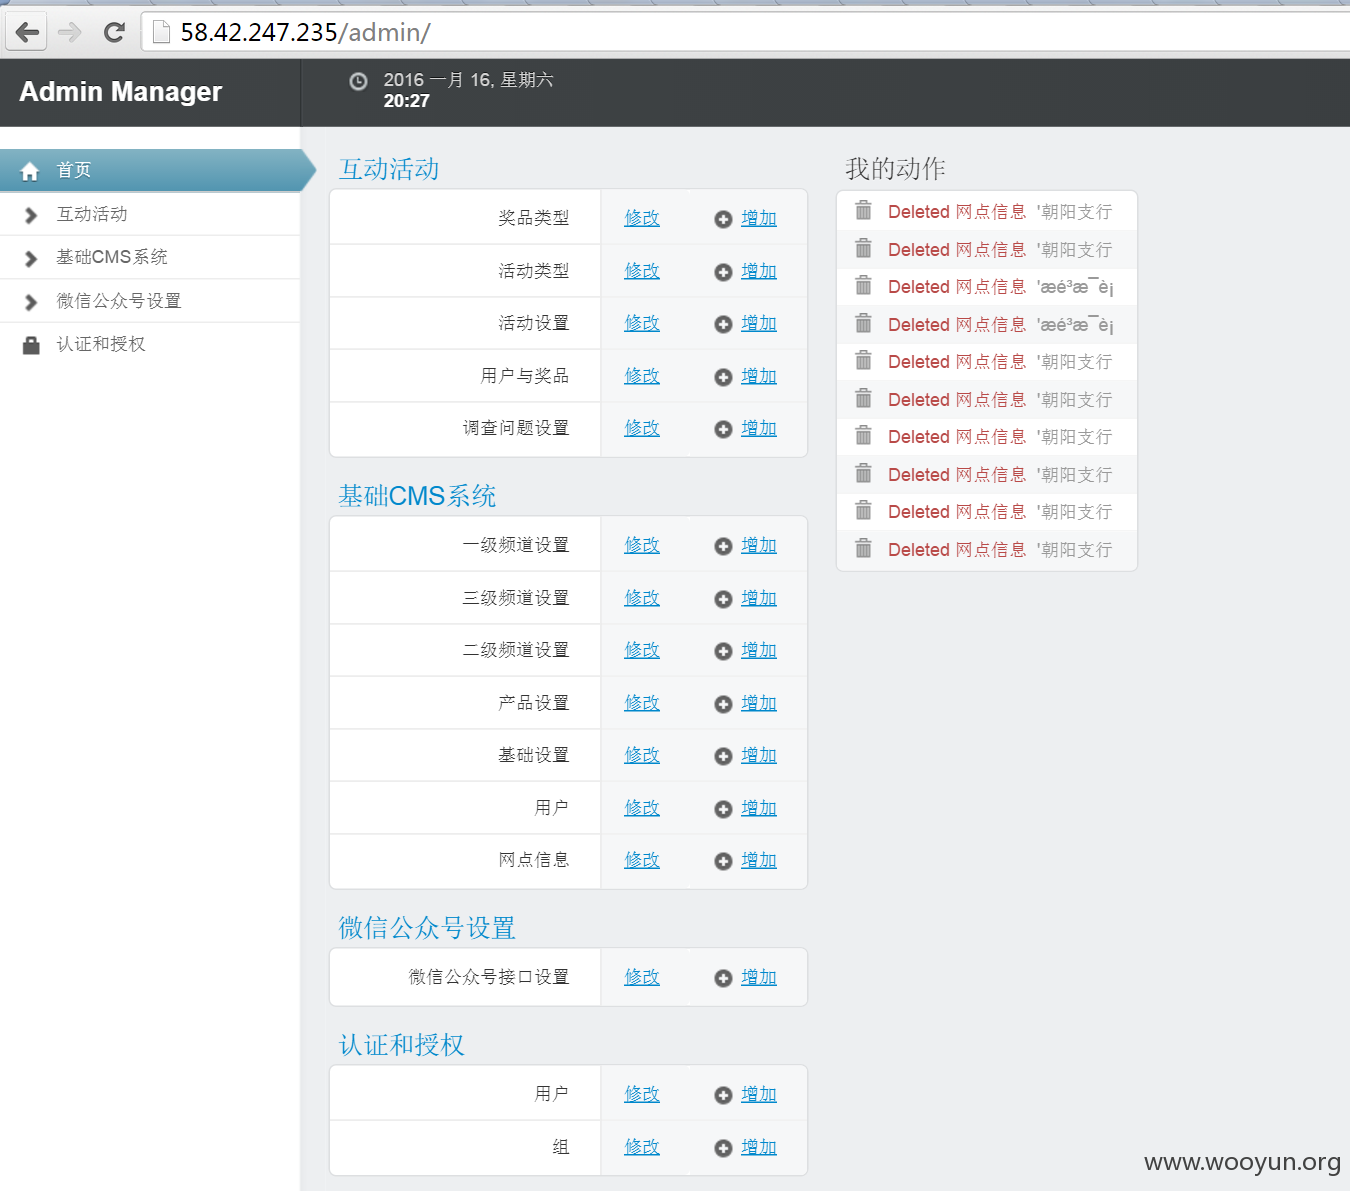 58.42.247.235/admin/
Admin Manager
2016 一月 16, 星期六
20:27
首页
互动活动
基础CMS系统
微信公众号设置
认证和授权
互动活动
奖品类型 修改 增加
活动类型 修改 增加
活动设置 修改 增加
用户与奖品 修改 增加
调查问题设置 修改 增加
基础CMS系统
一级频道设置 修改 增加
三级频道设置 修改 增加
二级频道设置 修改 增加
产品设置 修改 增加
基础设置 修改 增加
用户 修改 增加
网点信息 修改 增加
微信公众号设置
微信公众号接口设置 修改 增加
认证和授权
用户 修改 增加
组 修改 增加
我的动作
Deleted 网点信息 '朝阳支行
Deleted 网点信息 '朝阳支行
Deleted 网点信息 'æé³æ¯è¡
Deleted 网点信息 'æé³æ¯è¡
Deleted 网点信息 '朝阳支行
Deleted 网点信息 '朝阳支行
Deleted 网点信息 '朝阳支行
Deleted 网点信息 '朝阳支行
Deleted 网点信息 '朝阳支行
Deleted 网点信息 '朝阳支行
www.wooyun.org